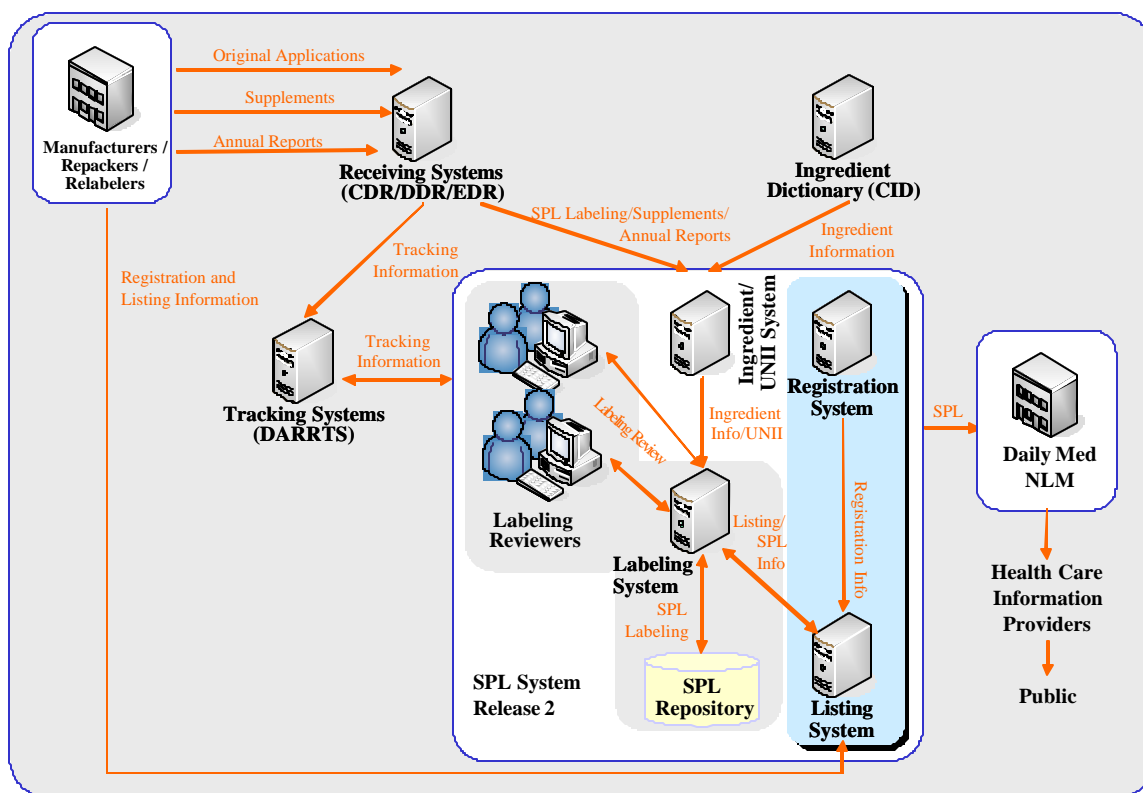 Original Applications
Supplements
Annual Reports
Manufacturers /
Repackers /
Relabelers
Receiving Systems
(CDR/DDR/EDR)
Ingredient
Dictionary (CID)
SPL Labeling/Supplements/
Annual Reports
Ingredient
Information
Tracking
Information
Registration and
Listing Information
Tracking
Information
Tracking Systems
(DARRTS)
Ingredient/
UNII System
Registration
System
SPL
Daily Med
NLM
Labeling Review
Ingredient
Info/UNII
Labeling
Reviewers
Labeling
System
Listing/
SPL
Info
Registration Info
Health Care
Information
Providers
SPL
Labeling
SPL System
Release 2
SPL
Repository
Listing
System
Public